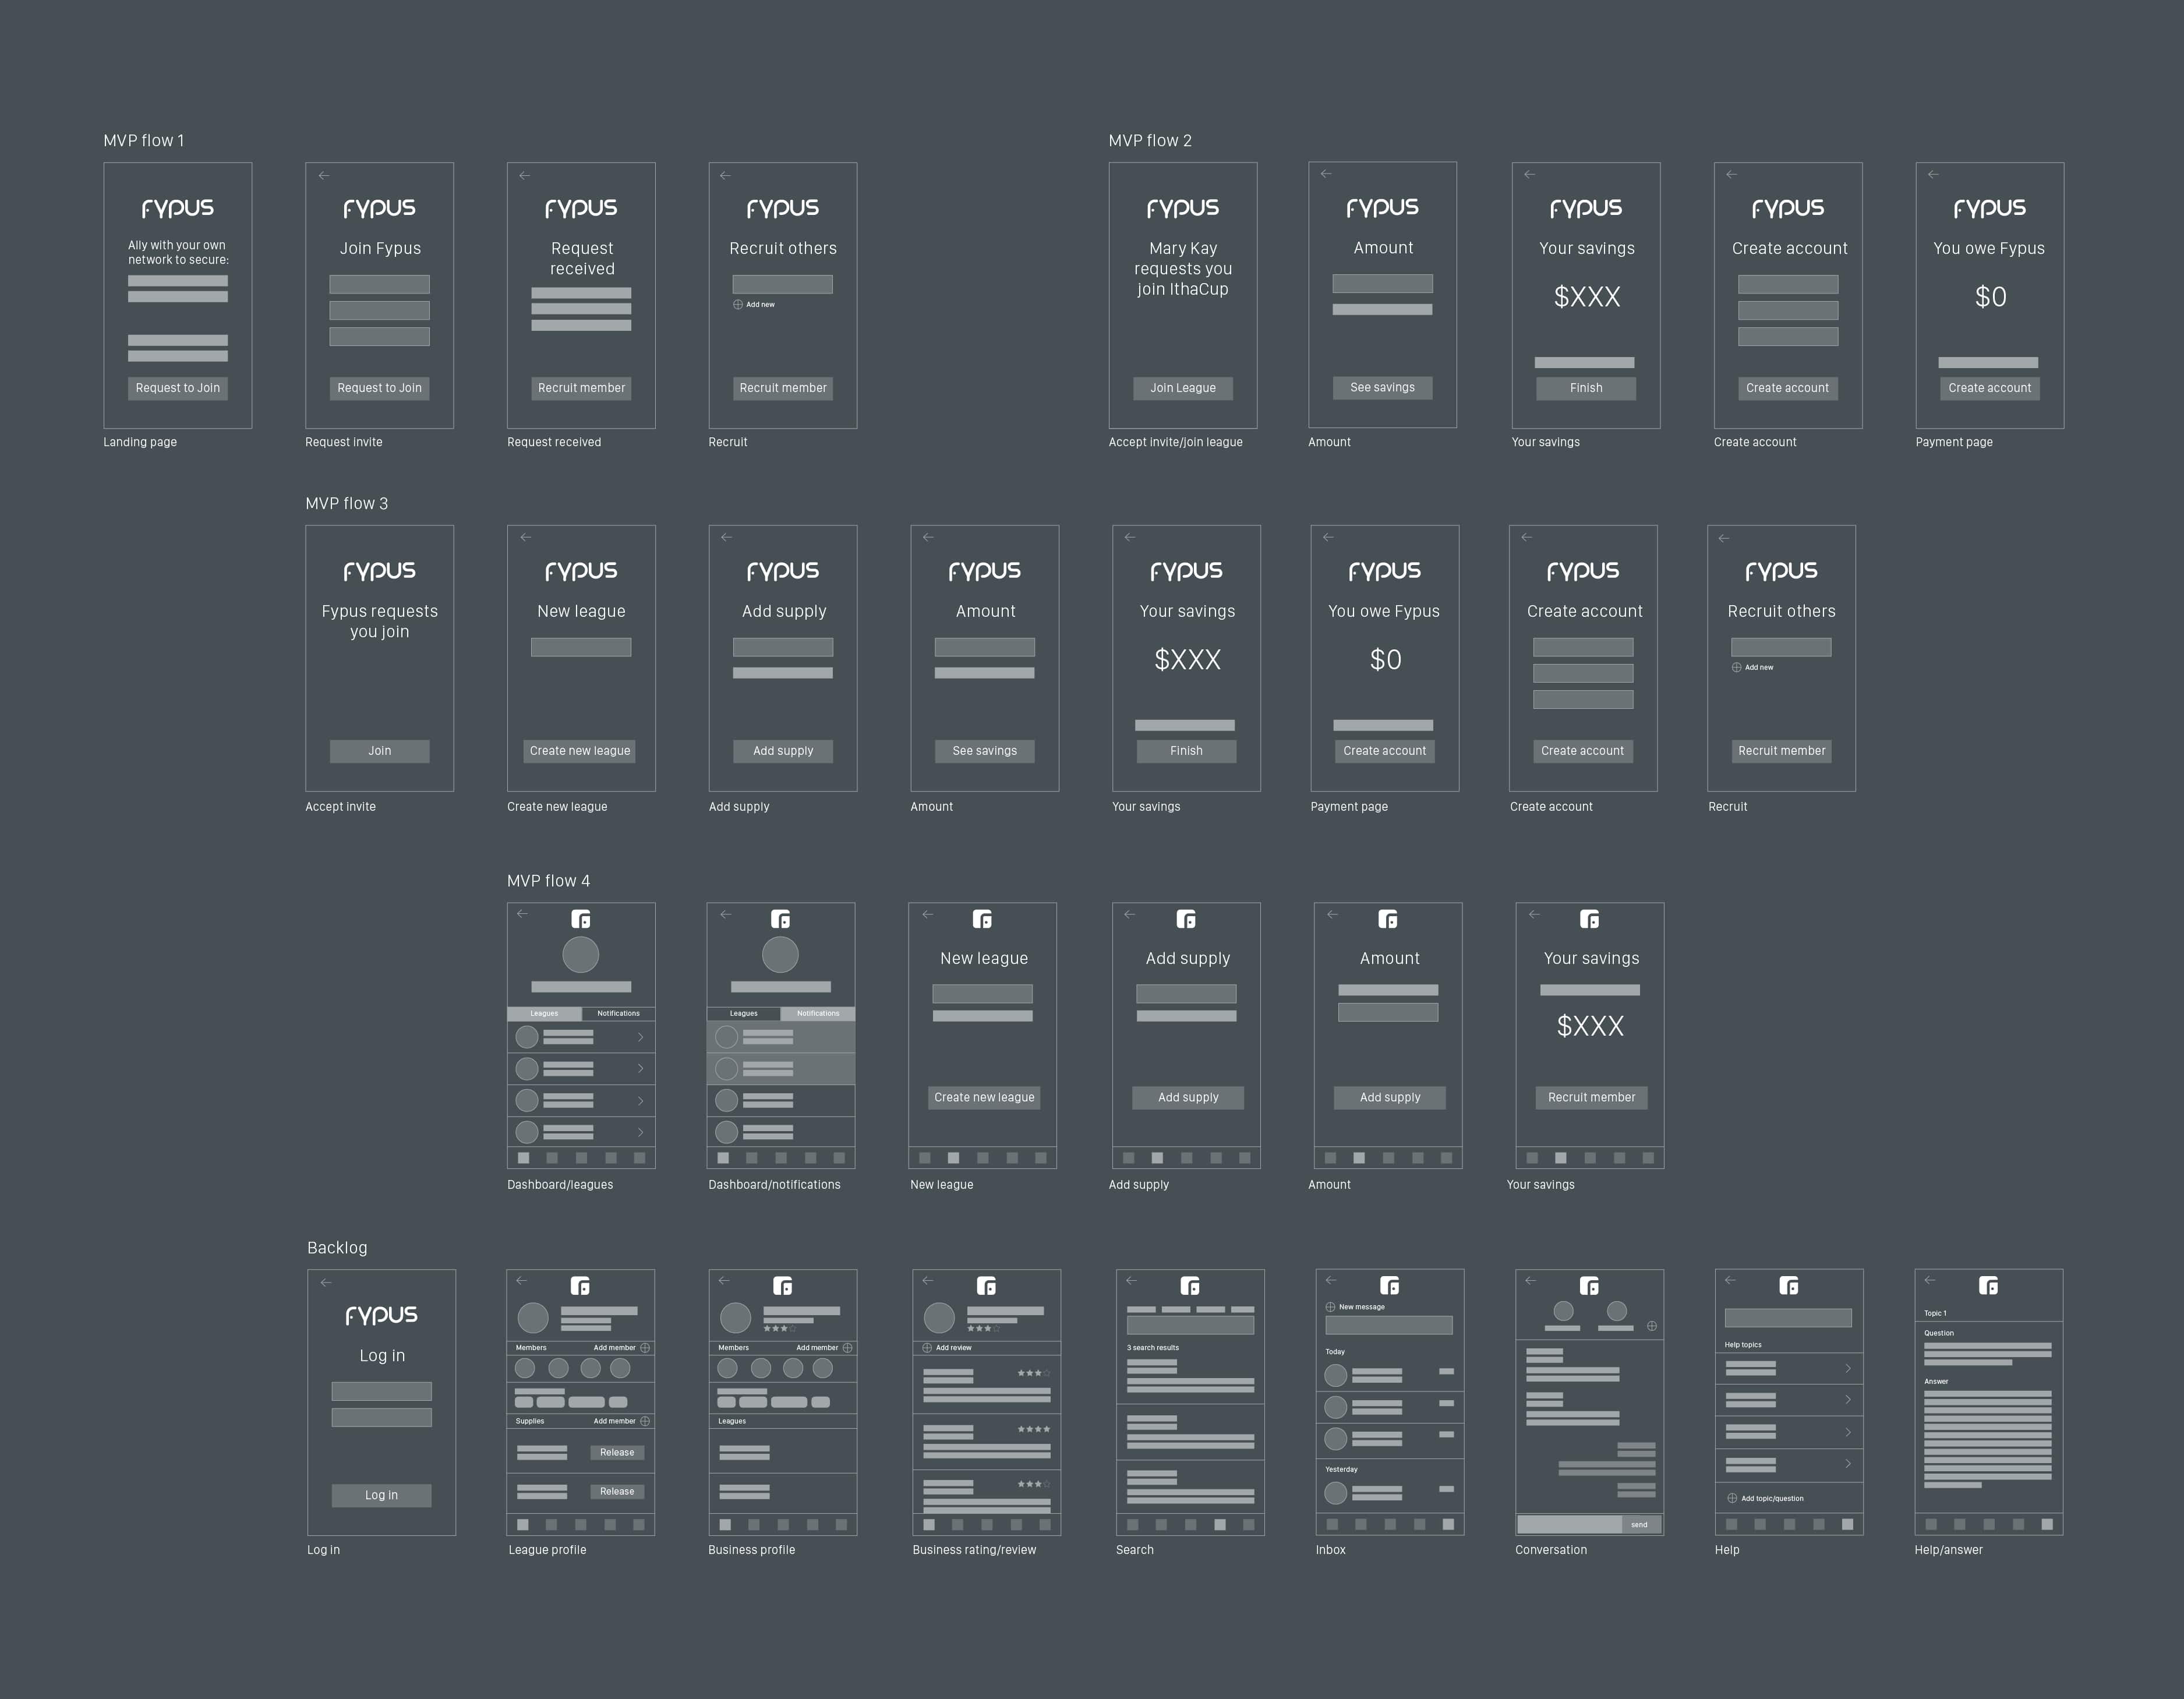 MVP flow 1
FYPUS
Ally with your own
network to secure:
Request to Join
Landing page
FYPUS
Join Fypus
Request to Join
Request invite
FYPUS
Request
received
Recruit member
Request received
FYPUS
Recruit others
Add new
Recruit member
Recruit
MVP flow 2
FYPUS
Mary Kay
requests you
join IthaCup
Join League
Accept invite/join league
FYPUS
Amount
See savings
Amount
FYPUS
Your savings
$XXX
Finish
Your savings
FYPUS
Create account
Create account
Create account
FYPUS
You owe Fypus
$0
Create account
Payment page
MVP flow 3
FYPUS
Fypus requests
you join
Join
Accept invite
FYPUS
New league
Create new league
Create new league
FYPUS
Add supply
Add supply
Add supply
FYPUS
Amount
See savings
Amount
FYPUS
Your savings
$XXX
Finish
Your savings
FYPUS
You owe Fypus
$0
Create account
Payment page
FYPUS
Create account
Create account
Create account
FYPUS
Recruit others
Add new
Recruit member
Recruit
MVP flow 4
Leagues Notifications
Dashboard/leagues
Leagues Notifications
Dashboard/notifications
New league
Create new league
New league
Add supply
Add supply
Add supply
Amount
Add supply
Amount
Your savings
$XXX
Recruit member
Your savings
Backlog
FYPUS
Log in
Log in
Log in
Members Add member
Supplies Add member
Release
Release
League profile
Members Add member
Leagues
Business profile
Add review
Business rating/review
3 search results
Search
New message
Today
Yesterday
Inbox
send
Conversation
Help topics
Add topic/question
Help
Topic 1
Question
Answer
Help/answer